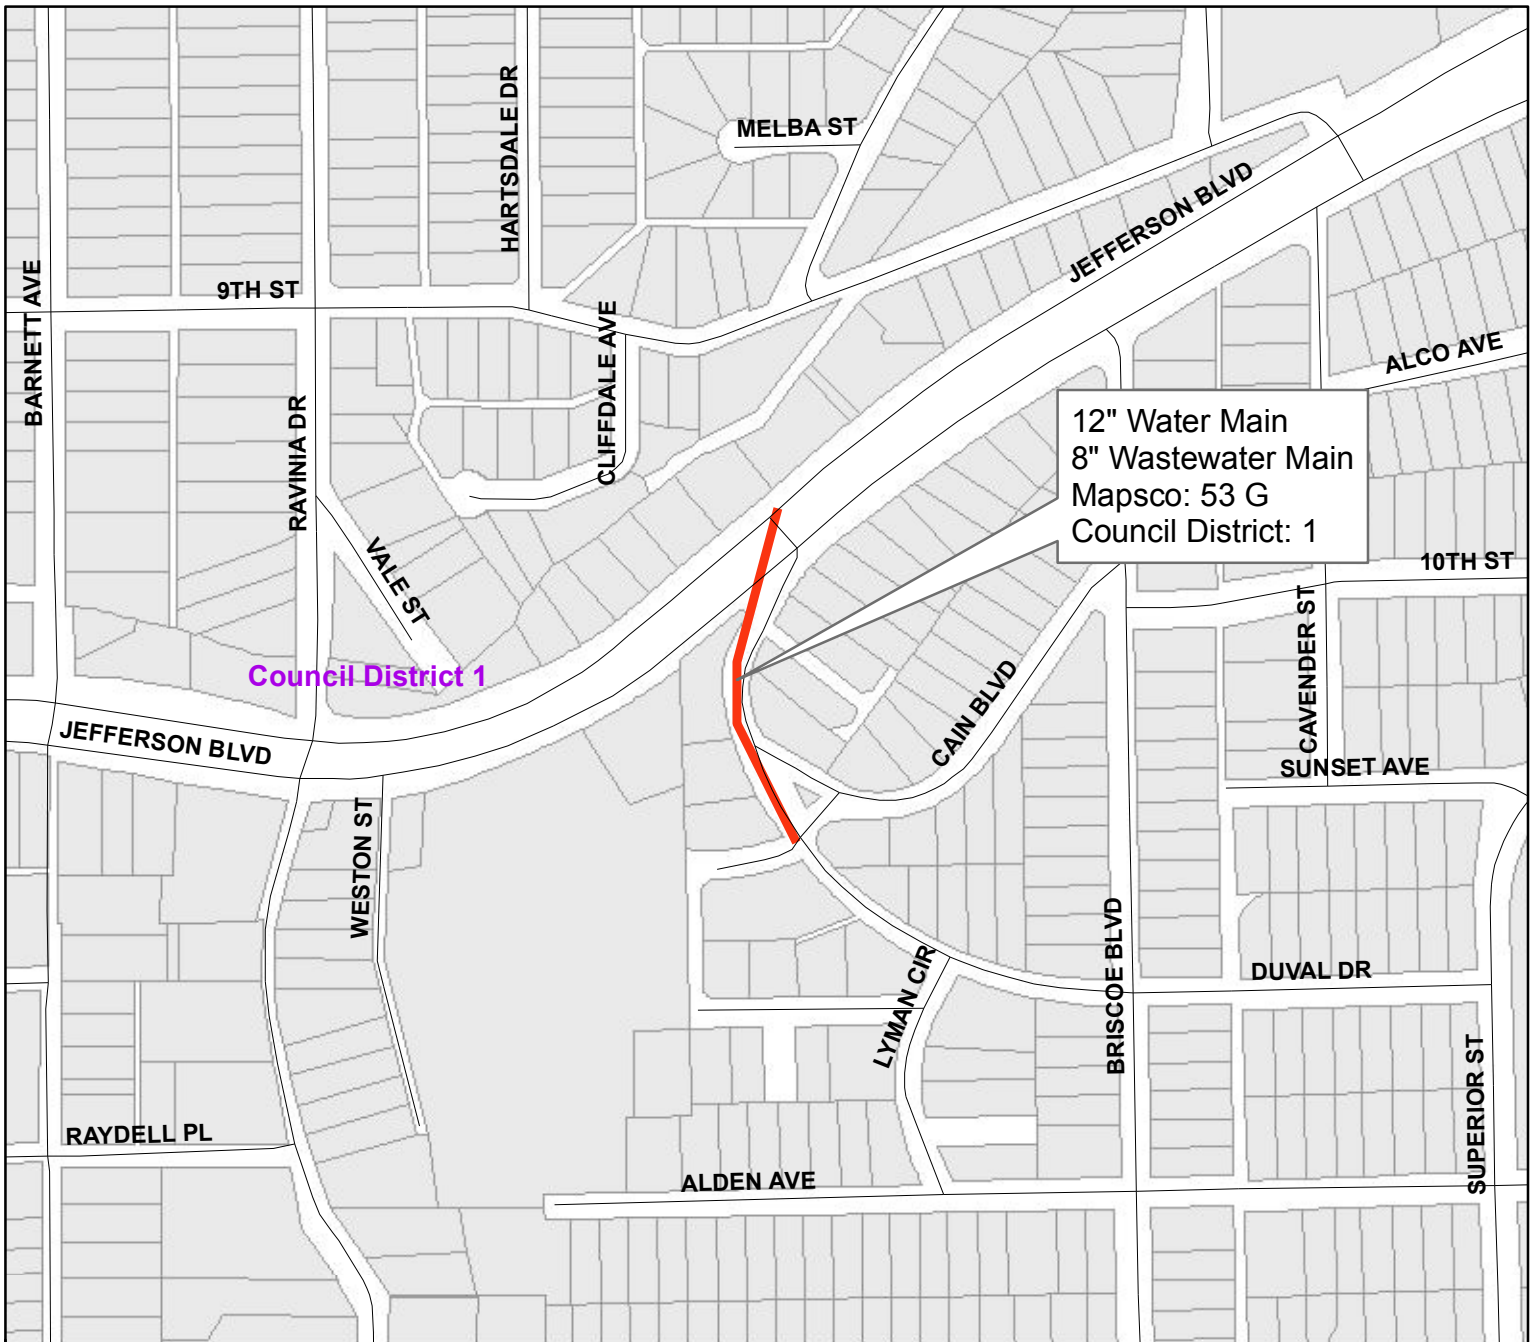 MELBA ST
HARTSDALE DR
JEFFERSON BLVD
9TH ST
BARNETT AVE
CLIFFDALE AVE
ALCO AVE
RAVINIA DR
12" Water Main
8" Wastewater Main
Mapsco: 53 G
Council District: 1
VALE ST
10TH ST
CAVENDER ST
Council District 1
CAIN BLVD
JEFFERSON BLVD
SUNSET AVE
WESTON ST
BRISCOE BLVD
DUVAL DR
LYMAN CIR
SUPERIOR ST
RAYDELL PL
ALDEN AVE